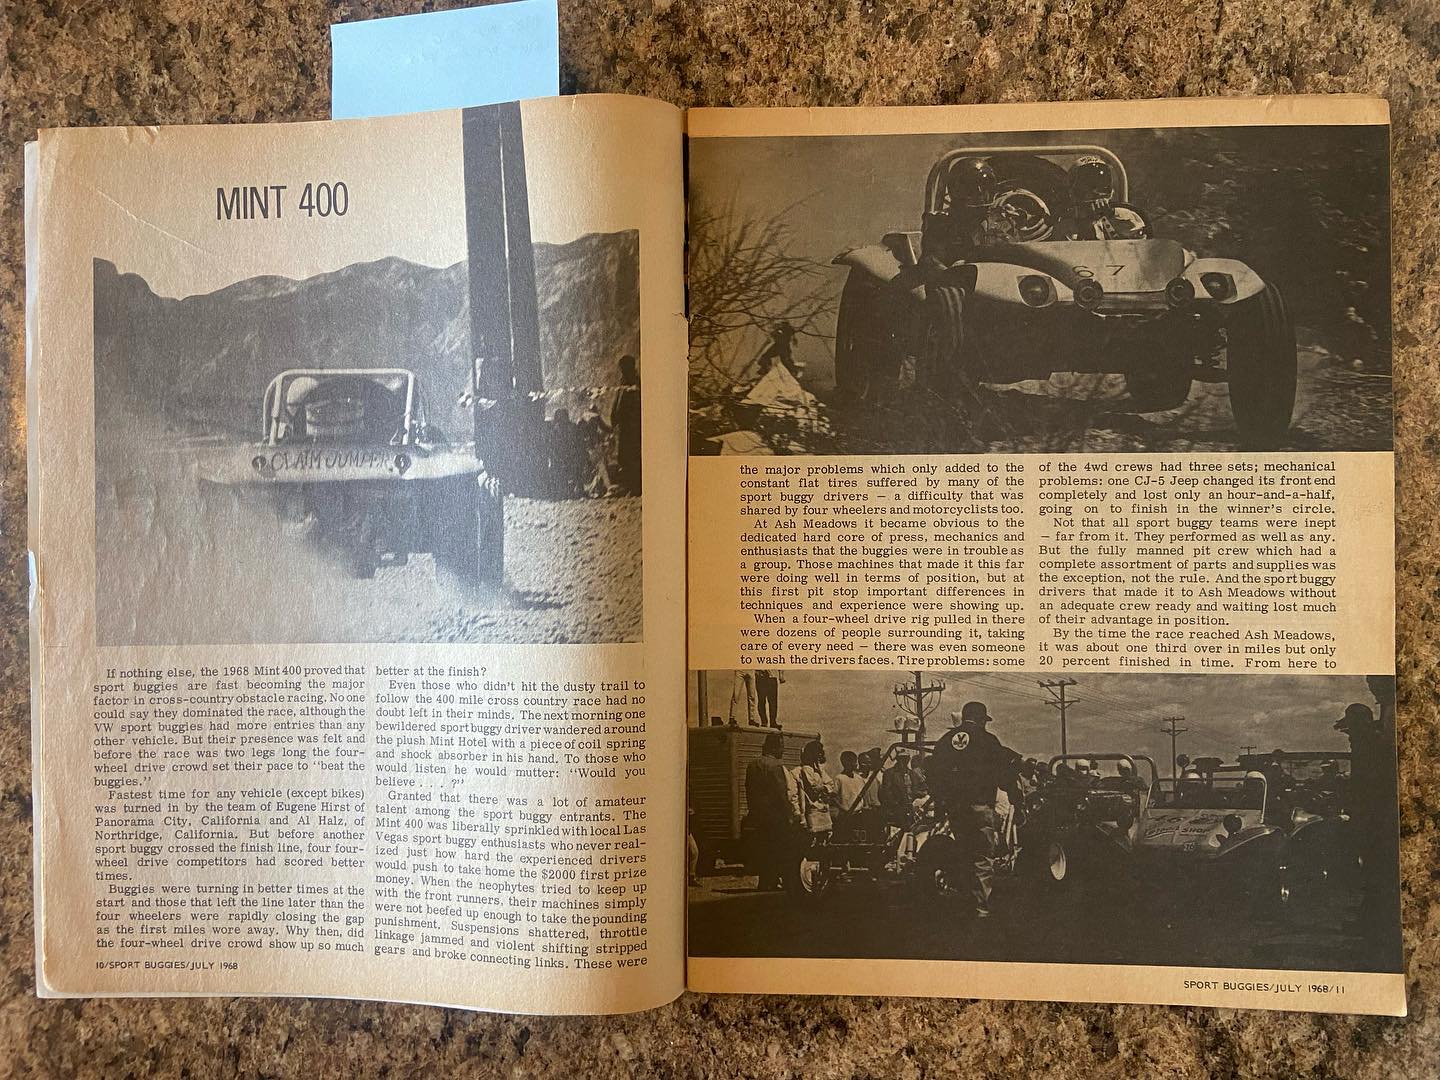 MINT 400
CLAIM JUMPER
If nothing else, the 1968 Mint 400 proved that
sport buggies are fast becoming the major
factor in cross-country obstacle racing. No one
could say they dominated the race, although the
VW sport buggies had more entries than any
other vehicle. But their presence was felt and
before the race was two legs long the four-
wheel drive crowd set their pace to "beat the
buggies."
Fastest time for any vehicle (except bikes)
was turned in by the team of Eugene Hirst of
Panorama City, California and Al Halz, of
Northridge, California. But before another
sport buggy crossed the finish line, four four-
wheel drive competitors had scored better
times.
Buggies were turning in better times at the
start and those that left the line later than the
four wheelers were rapidly closing the gap
as the first miles wore away. Why then, did
the four-wheel drive crowd show up so much
better at the finish?
Even those who didn't hit the dusty trail to
follow the 400 mile cross country race had no
doubt left in their minds. The next morning one
bewildered sport buggy driver wandered around
the plush Mint Hotel with a piece of coil spring
and shock absorber in his hand. To those who
would listen he would mutter: "Would you
believe . . . ?"
Granted that there was a lot of amateur
talent among the sport buggy entrants. The
Mint 400 was liberally sprinkled with local Las
Vegas sport buggy enthusiasts who never real-
ized just how hard the experienced drivers
would push to take home the $2000 first prize
money. When the neophytes tried to keep up
with the front runners, their machines simply
were not beefed up enough to take the pounding
punishment. Suspensions shattered, throttle
linkage jammed and violent shifting stripped
gears and broke connecting links. These were
10/SPORT BUGGIES/JULY 1968
67
the major problems which only added to the
constant flat tires suffered by many of the
sport buggy drivers — a difficulty that was
shared by four wheelers and motorcyclists too.
At Ash Meadows it became obvious to the
dedicated hard core of press, mechanics and
enthusiasts that the buggies were in trouble as
a group. Those machines that made it this far
were doing well in terms of position, but at
this first pit stop important differences in
techniques and experience were showing up.
When a four-wheel drive rig pulled in there
were dozens of people surrounding it, taking
care of every need — there was even someone
to wash the drivers faces. Tire problems: some
of the 4wd crews had three sets; mechanical
problems: one CJ-5 Jeep changed its front end
completely and lost only an hour-and-a-half,
going on to finish in the winner's circle.
Not that all sport buggy teams were inept
— far from it. They performed as well as any.
But the fully manned pit crew which had a
complete assortment of parts and supplies was
the exception, not the rule. And the sport buggy
drivers that made it to Ash Meadows without
an adequate crew ready and waiting lost much
of their advantage in position.
By the time the race reached Ash Meadows,
it was about one third over in miles but only
20 percent finished in time. From here to
SHOP
SPORT BUGGIES/JULY 1968/11